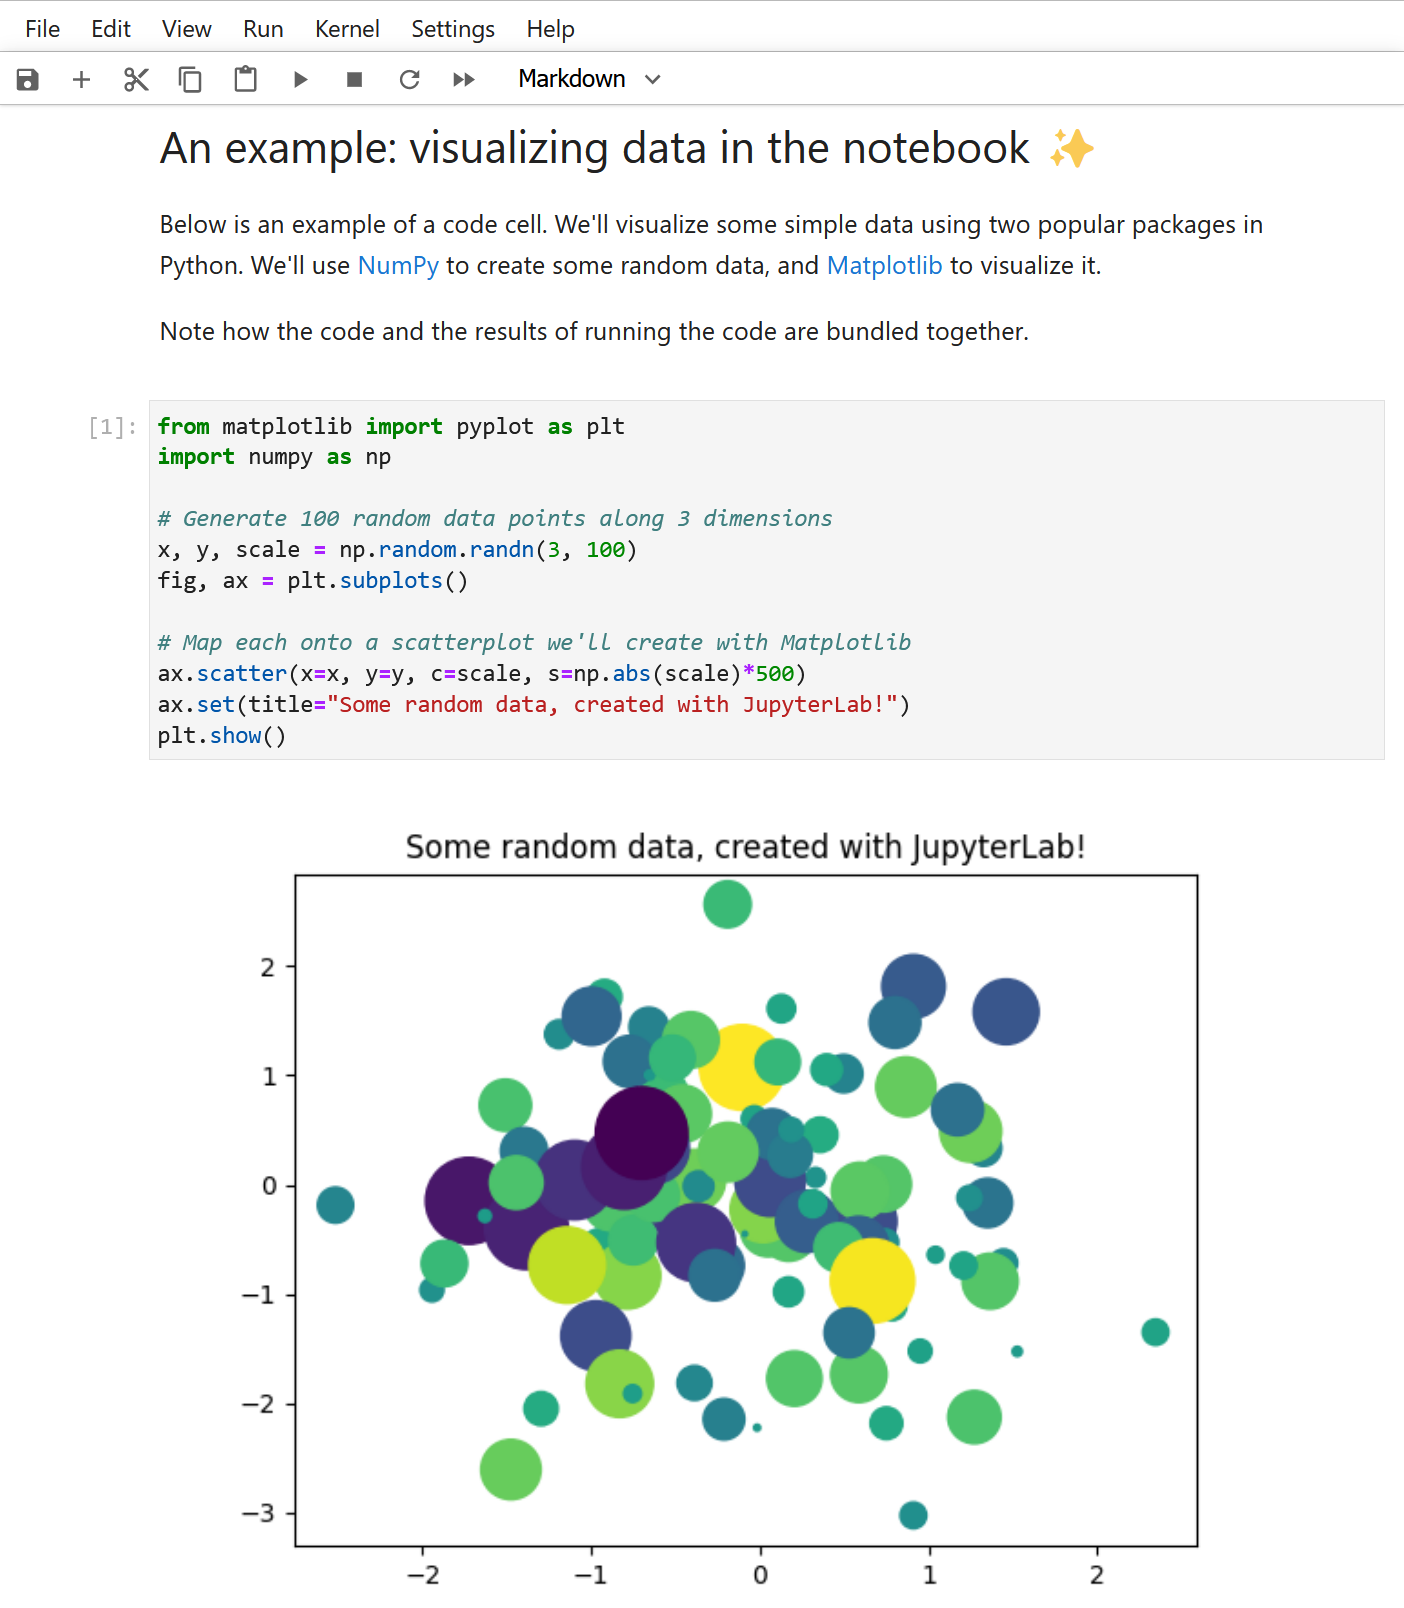 File Edit View Run Kernel Settings Help
Markdown
An example: visualizing data in the notebook ✨
Below is an example of a code cell. We'll visualize some simple data using two popular packages in
Python. We'll use NumPy to create some random data, and Matplotlib to visualize it.
Note how the code and the results of running the code are bundled together.
[1]:
from matplotlib import pyplot as plt
import numpy as np
# Generate 100 random data points along 3 dimensions
x, y, scale = np.random.randn(3, 100)
fig, ax = plt.subplots()
# Map each onto a scatterplot we'll create with Matplotlib
ax.scatter(x=x, y=y, c=scale, s=np.abs(scale)*500)
ax.set(title="Some random data, created with JupyterLab!")
plt.show()
Some random data, created with JupyterLab!
2
1
0
−1
−2
−3
−2 −1 0 1 2